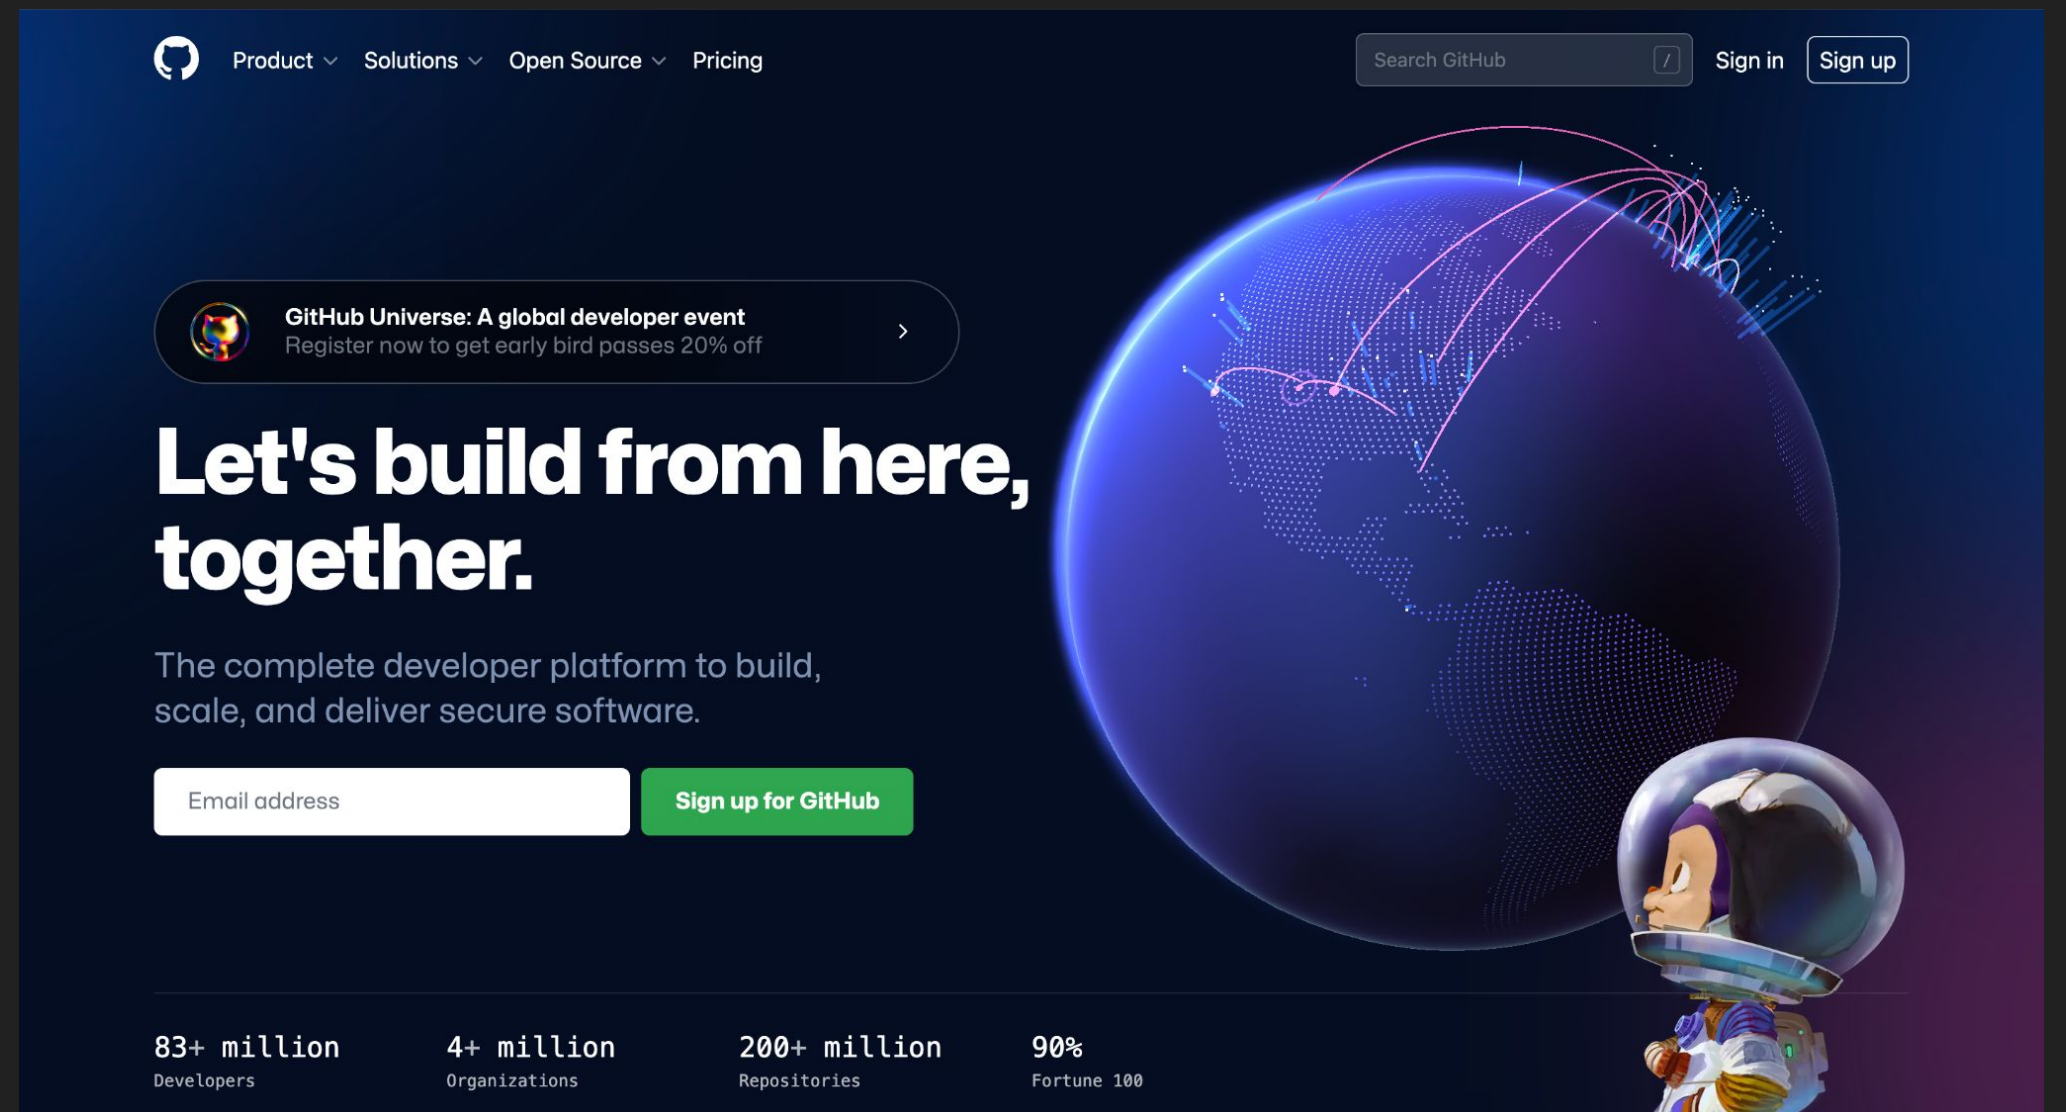 Product
Solutions
Open Source
Pricing
Search GitHub
/
Sign in
Sign up
GitHub Universe: A global developer event
Register now to get early bird passes 20% off
Let's build from here,
together.
The complete developer platform to build,
scale, and deliver secure software.
Email address
Sign up for GitHub
83+ million
Developers
4+ million
Organizations
200+ million
Repositories
90%
Fortune 100